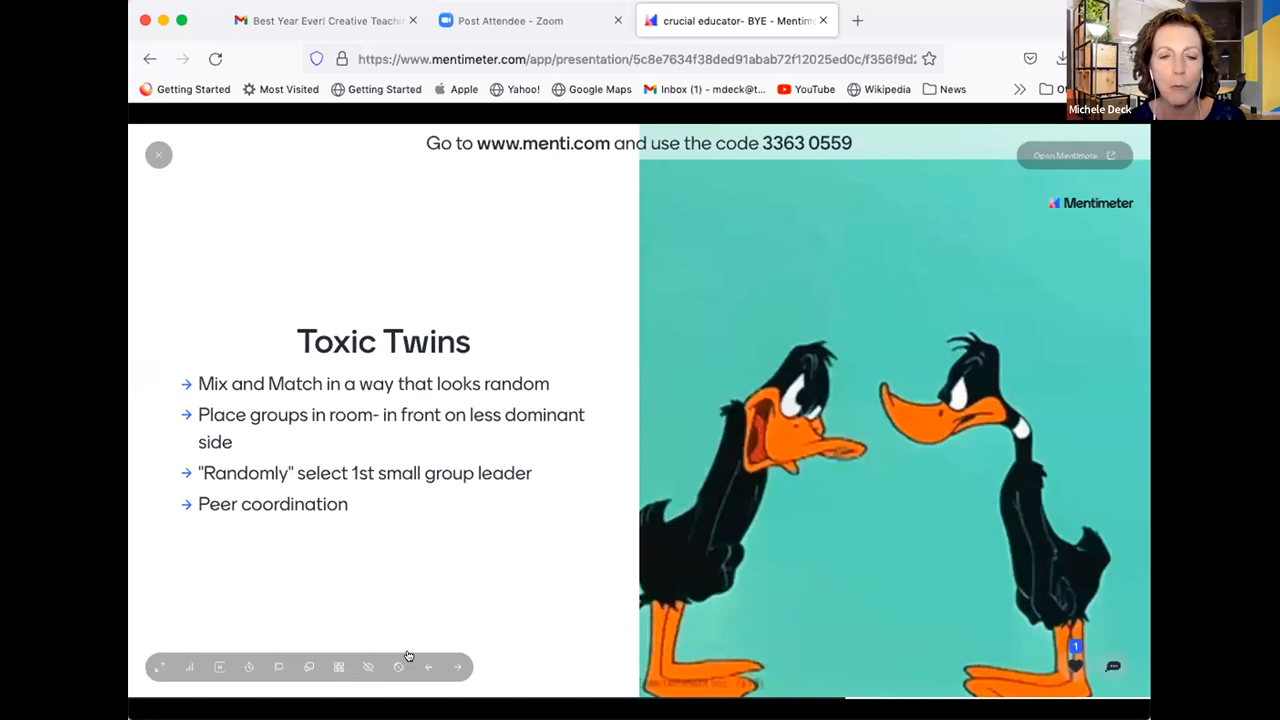 Best Year Ever! Creative Teachi
Post Attendee - Zoom
crucial educator- BYE - Mentim
https://www.mentimeter.com/app/presentation/5c8e7634f38ded91abab72f12025ed0c/f356f9d2
Getting Started
Most Visited
Getting Started
Apple
Yahoo!
Google Maps
Inbox (1) - mdeck@t...
YouTube
Wikipedia
News
Michele Deck
Go to www.menti.com and use the code 3363 0559
Open Mentimote
Mentimeter
Toxic Twins
→ Mix and Match in a way that looks random
→ Place groups in room- in front on less dominant
side
→ "Randomly" select 1st small group leader
→ Peer coordination
1